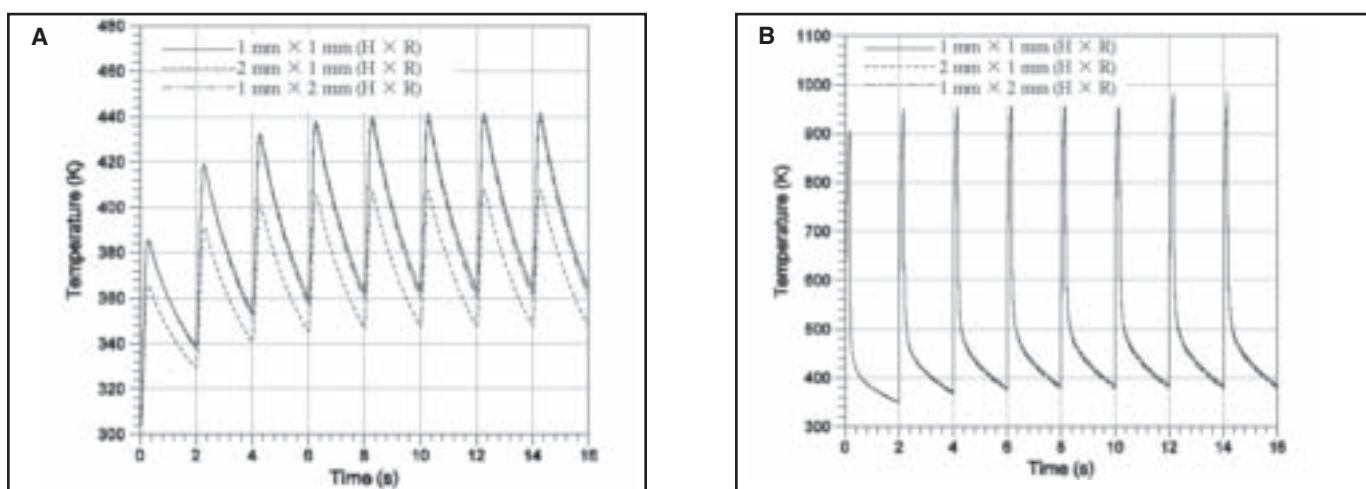 A
480
460
440
420
400
380
360
340
320
300
Temperature (K)
1 mm × 1 mm (H × R)
2 mm × 1 mm (H × R)
1 mm × 2 mm (H × R)
0 2 4 6 8 10 12 14 16
Time (s)
B
1100
1000
900
800
700
600
500
400
300
Temperature (K)
1 mm × 1 mm (H × R)
2 mm × 1 mm (H × R)
1 mm × 2 mm (H × R)
0 2 4 6 8 10 12 14 16
Time (s)